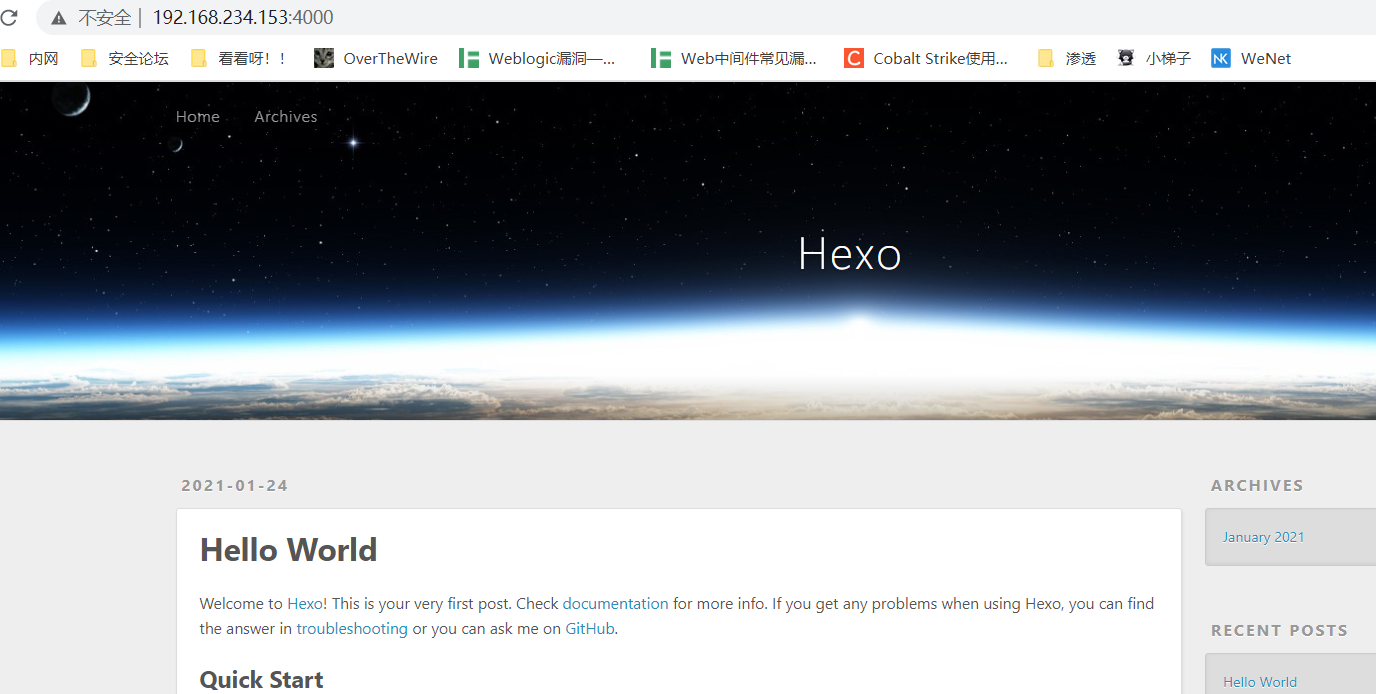 不安全 | 192.168.234.153:4000
内网 安全论坛 看看呀！！ OverTheWire Weblogic漏洞—... Web中间件常见漏... C Cobalt Strike使用... 渗透 小梯子 NK WeNet
Home Archives
Hexo
2021-01-24
Hello World
Welcome to Hexo! This is your very first post. Check documentation for more info. If you get any problems when using Hexo, you can find
the answer in troubleshooting or you can ask me on GitHub.
Quick Start
ARCHIVES
January 2021
RECENT POSTS
Hello World